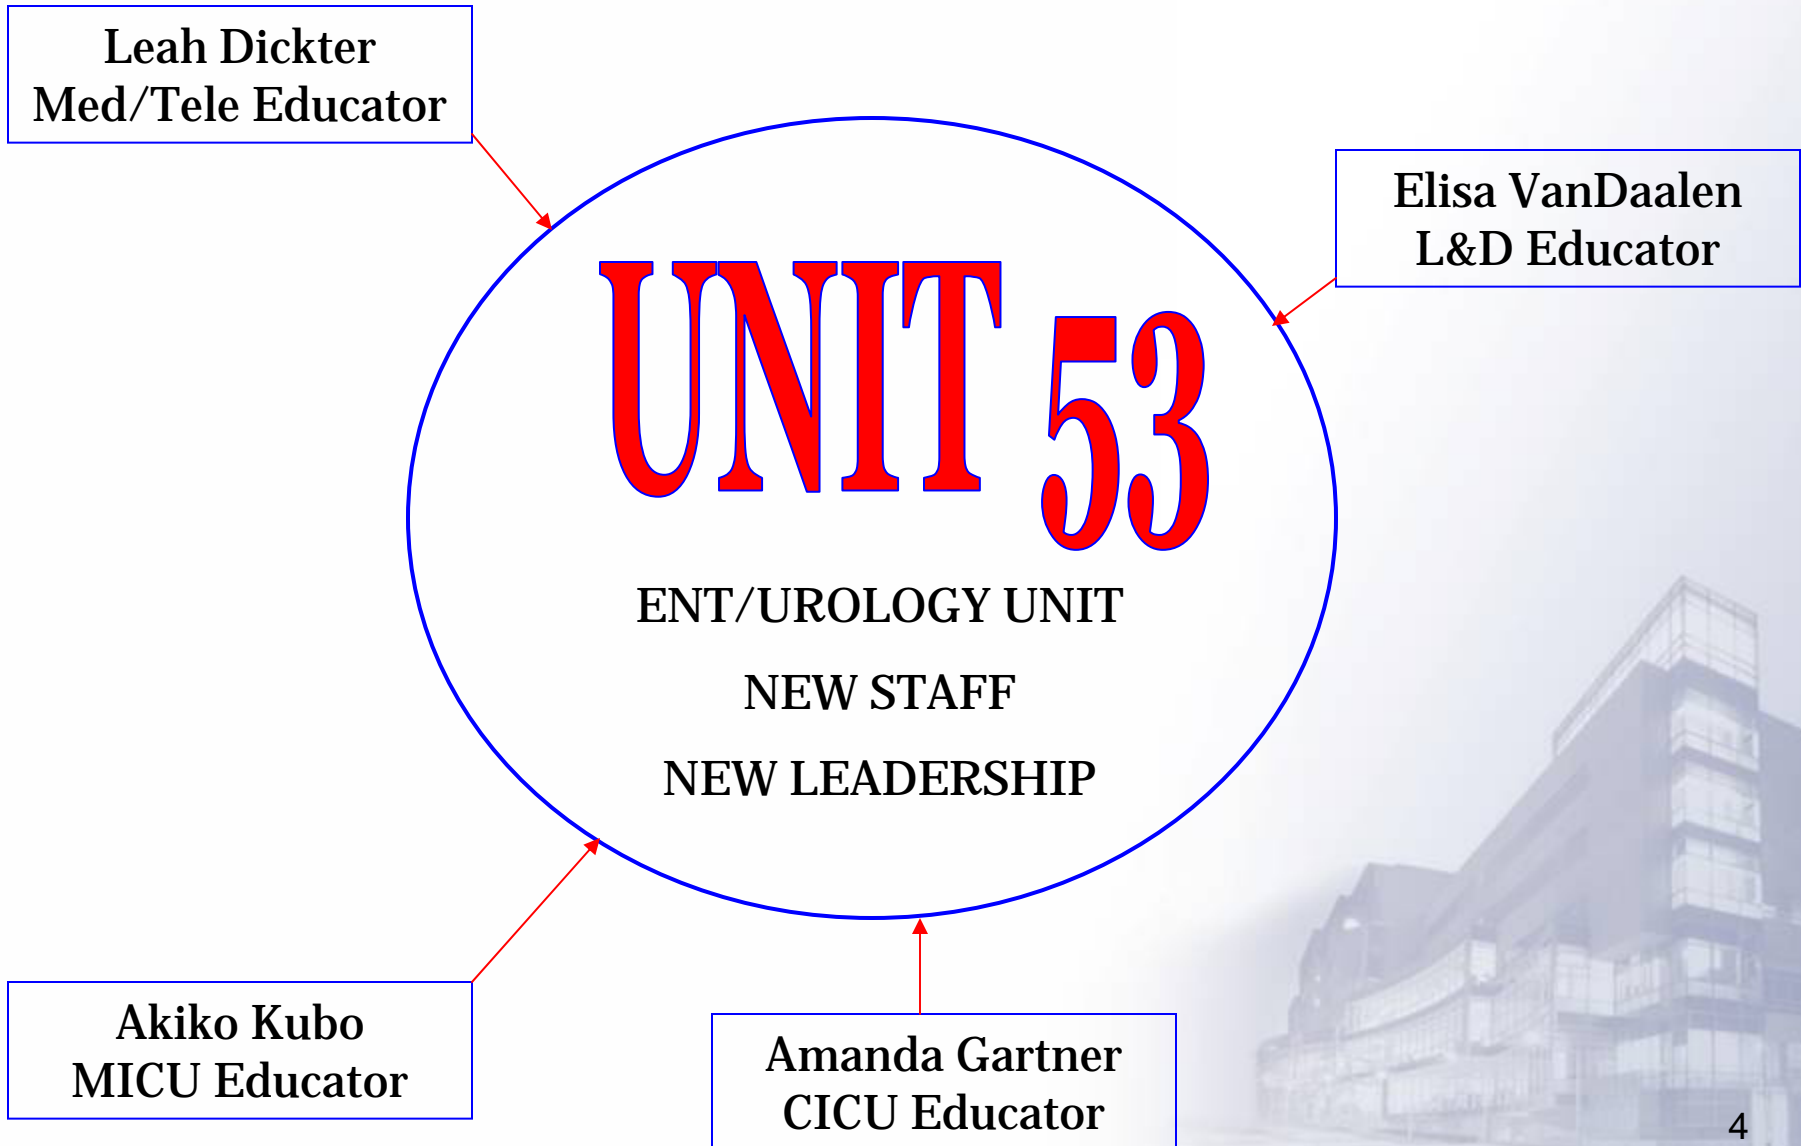 Leah Dickter
Med/Tele Educator
Elisa VanDaalen
L&D Educator
UNIT 53
ENT/UROLOGY UNIT
NEW STAFF
NEW LEADERSHIP
Akiko Kubo
MICU Educator
Amanda Gartner
CICU Educator
4